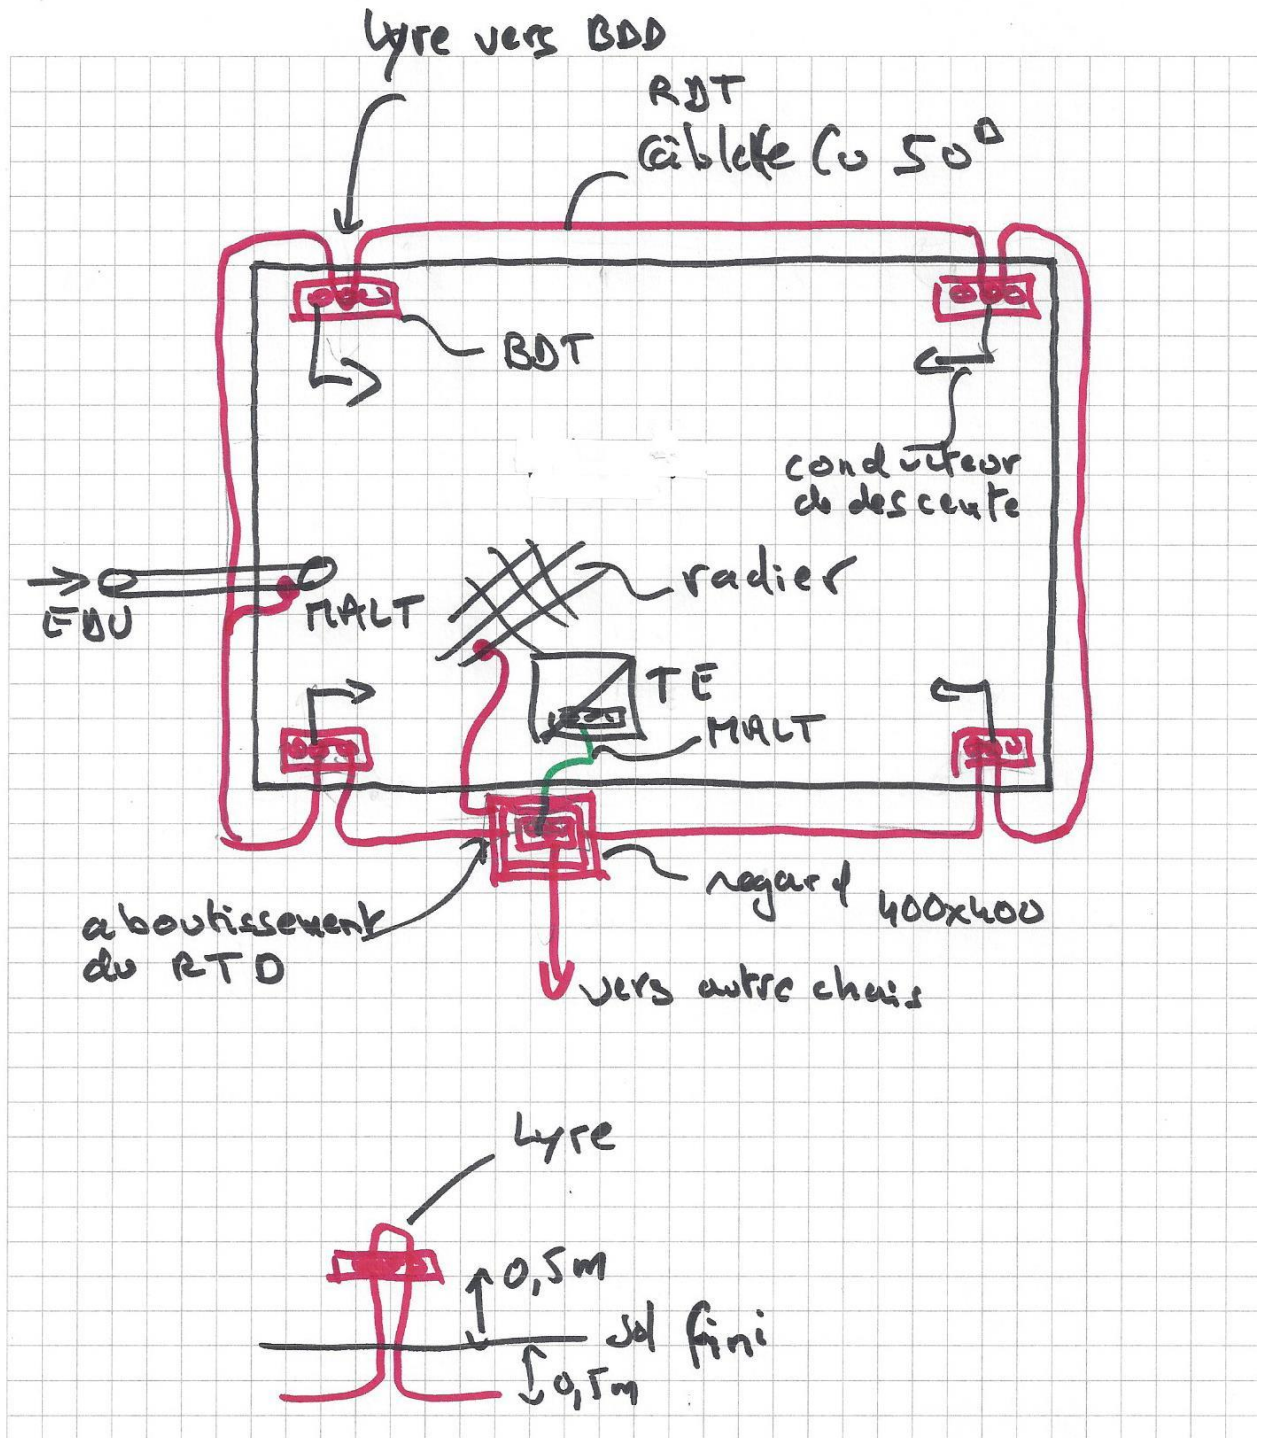 Lyre vers BDD
RDT
Câblette Cu 50°
BDT
conducteur
de descente
radier
EDU
MALT
TE
MALT
regard 400x400
aboutissement
du RTD
vers autre chais
Lyre
0,5m
sol fini
0,5m